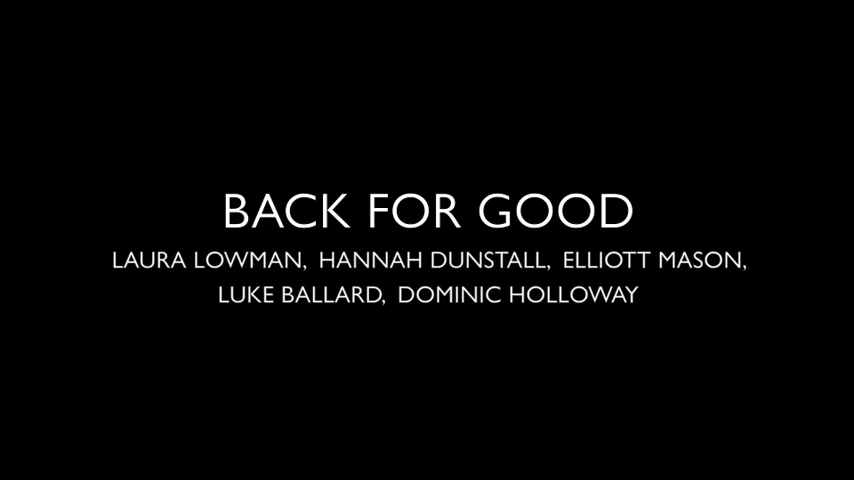 BACK FOR GOOD
LAURA LOWMAN, HANNAH DUNSTALL, ELLIOTT MASON,
LUKE BALLARD, DOMINIC HOLLOWAY